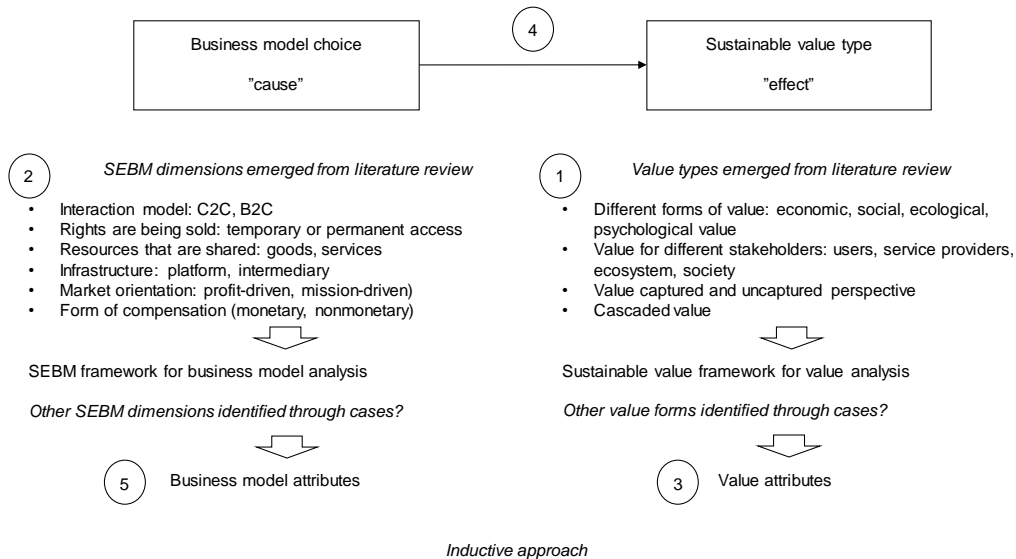 Business model choice
"cause"
4
Sustainable value type
"effect"
2
SEBM dimensions emerged from literature review
• Interaction model: C2C, B2C
• Rights are being sold: temporary or permanent access
• Resources that are shared: goods, services
• Infrastructure: platform, intermediary
• Market orientation: profit-driven, mission-driven)
• Form of compensation (monetary, nonmonetary)
SEBM framework for business model analysis
Other SEBM dimensions identified through cases?
5
Business model attributes
1
Value types emerged from literature review
• Different forms of value: economic, social, ecological,
psychological value
• Value for different stakeholders: users, service providers,
ecosystem, society
• Value captured and uncaptured perspective
• Cascaded value
Sustainable value framework for value analysis
Other value forms identified through cases?
3
Value attributes
Inductive approach